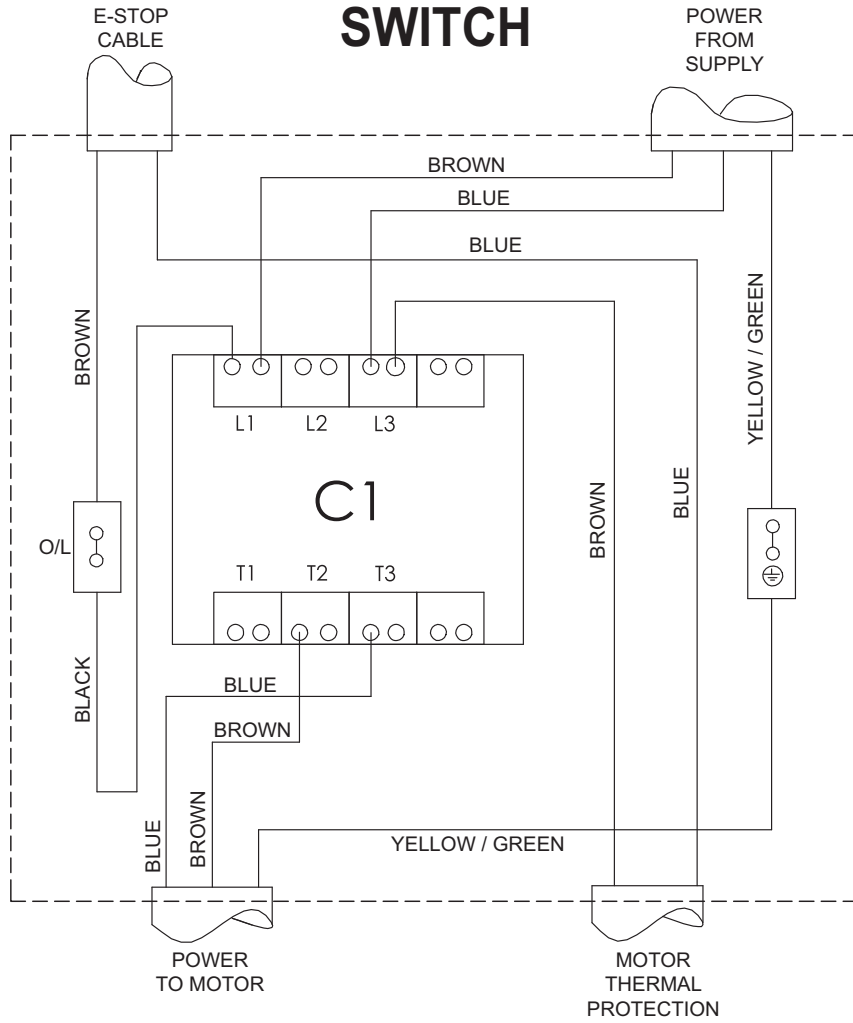 SWITCH
E-STOP
CABLE
POWER
FROM
SUPPLY
BROWN
BLUE
BLUE
BROWN
YELLOW / GREEN
L1 L2 L3
C1
O/L
BROWN
BLUE
T1 T2 T3
BLACK
BLUE
BROWN
BLUE
BROWN
YELLOW / GREEN
POWER
TO MOTOR
MOTOR
THERMAL
PROTECTION